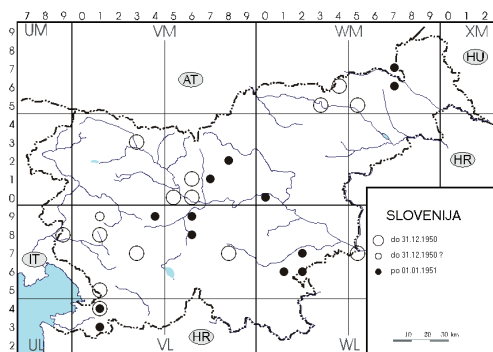 7 8 9 0 1 2 3 4 5 6 7 8 9 0 1 2 3 4 5 6 7 8 9 0 1 2
UM VM WM XM
9
8
7
6
5
4
3
2
1
0
9
8
7
6
5
4
3
2
HU
AT
HR
IT
HR
UL VL WL
SLOVENIJA
do 31.12.1950
do 31.12.1950 ?
po 01.01.1951
10 20 30 km